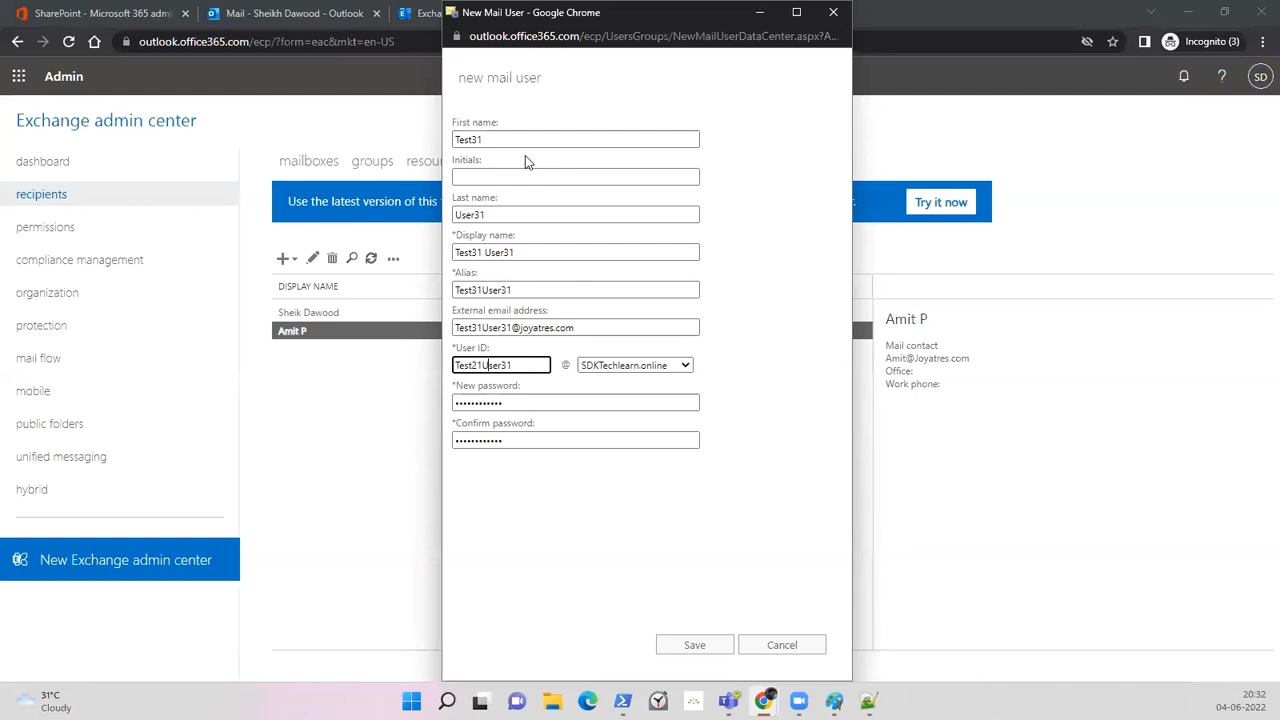 SharePoint - Microsoft 365 admi
Mail - Sheikh Dawood - Outlook
Excha
New Mail User - Google Chrome
outlook.office365.com/ecp/?form=eac&mkt=en-US
outlook.office365.com/ecp/UsersGroups/NewMailUserDataCenter.aspx?A...
Incognito (3)
Admin
SD
Exchange admin center
dashboard
recipients
permissions
compliance management
organization
protection
mail flow
mobile
public folders
unified messaging
hybrid
New Exchange admin center
mailboxes groups resou
Use the latest version of this
r.
Try it now
DISPLAY NAME
Sheik Dawood
Amit P
new mail user
First name:
Test31
Initials:
Last name:
User31
*Display name:
Test31 User31
*Alias:
Test31User31
External email address:
Test31User31@joyatres.com
*User ID:
Test21User31 @ SDKTechlearn.online
*New password:
*Confirm password:
Save Cancel
Amit P
Mail contact
Amit@Joyatres.com
Office:
Work phone:
31°C
Cloudy
20:32
04-06-2022